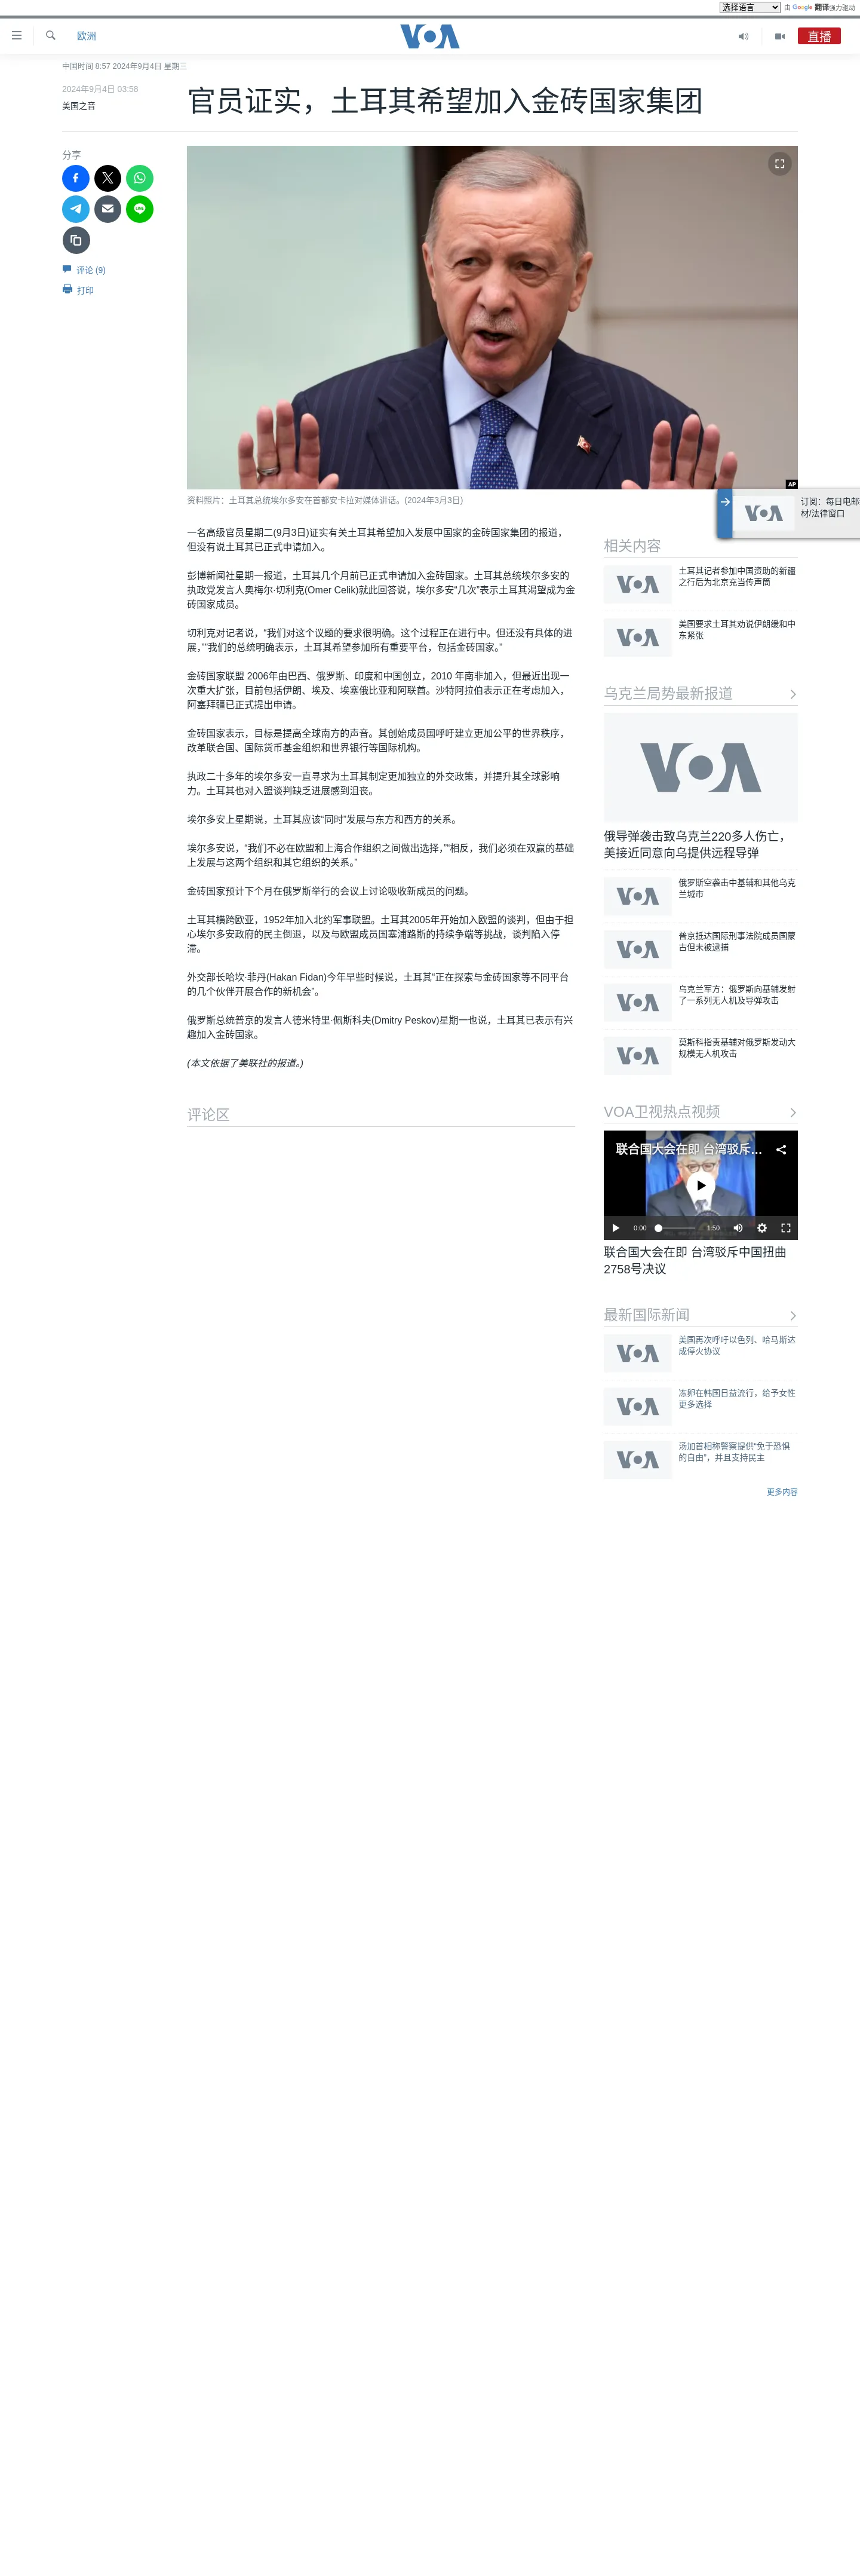 选择语言 由 Google 翻译强力驱动
欧洲
VOA
直播
中国时间 8:57 2024年9月4日 星期三
2024年9月4日 03:58
美国之音
官员证实，土耳其希望加入金砖国家集团
分享
评论 (9)
打印
AP
资料照片：土耳其总统埃尔多安在首都安卡拉对媒体讲话。(2024年3月3日)
VOA
订阅：每日电邮
材/法律窗口
一名高级官员星期二(9月3日)证实有关土耳其希望加入发展中国家的金砖国家集团的报道，
但没有说土耳其已正式申请加入。
彭博新闻社星期一报道，土耳其几个月前已正式申请加入金砖国家。土耳其总统埃尔多安的
执政党发言人奥梅尔·切利克(Omer Celik)就此回答说，埃尔多安“几次”表示土耳其渴望成为金
砖国家成员。
切利克对记者说，“我们对这个议题的要求很明确。这个过程正在进行中。但还没有具体的进
展，”“我们的总统明确表示，土耳其希望参加所有重要平台，包括金砖国家。”
金砖国家联盟 2006年由巴西、俄罗斯、印度和中国创立，2010 年南非加入，但最近出现一
次重大扩张，目前包括伊朗、埃及、埃塞俄比亚和阿联酋。沙特阿拉伯表示正在考虑加入，
阿塞拜疆已正式提出申请。
金砖国家表示，目标是提高全球南方的声音。其创始成员国呼吁建立更加公平的世界秩序，
改革联合国、国际货币基金组织和世界银行等国际机构。
执政二十多年的埃尔多安一直寻求为土耳其制定更加独立的外交政策，并提升其全球影响
力。土耳其也对入盟谈判缺乏进展感到沮丧。
埃尔多安上星期说，土耳其应该“同时”发展与东方和西方的关系。
埃尔多安说，“我们不必在欧盟和上海合作组织之间做出选择，”“相反，我们必须在双赢的基础
上发展与这两个组织和其它组织的关系。”
金砖国家预计下个月在俄罗斯举行的会议上讨论吸收新成员的问题。
土耳其横跨欧亚，1952年加入北约军事联盟。土耳其2005年开始加入欧盟的谈判，但由于担
心埃尔多安政府的民主倒退，以及与欧盟成员国塞浦路斯的持续争端等挑战，谈判陷入停
滞。
外交部长哈坎·菲丹(Hakan Fidan)今年早些时候说，土耳其“正在探索与金砖国家等不同平台
的几个伙伴开展合作的新机会”。
俄罗斯总统普京的发言人德米特里·佩斯科夫(Dmitry Peskov)星期一也说，土耳其已表示有兴
趣加入金砖国家。
(本文依据了美联社的报道。)
评论区
相关内容
VOA
土耳其记者参加中国资助的新疆
之行后为北京充当传声筒
VOA
美国要求土耳其劝说伊朗缓和中
东紧张
乌克兰局势最新报道
VOA
俄导弹袭击致乌克兰220多人伤亡，
美接近同意向乌提供远程导弹
VOA
俄罗斯空袭击中基辅和其他乌克
兰城市
VOA
普京抵达国际刑事法院成员国蒙
古但未被逮捕
VOA
乌克兰军方：俄罗斯向基辅发射
了一系列无人机及导弹攻击
VOA
莫斯科指责基辅对俄罗斯发动大
规模无人机攻击
VOA卫视热点视频
联合国大会在即 台湾驳斥...
0:00 1:50
联合国大会在即 台湾驳斥中国扭曲
2758号决议
最新国际新闻
VOA
美国再次呼吁以色列、哈马斯达
成停火协议
VOA
冻卵在韩国日益流行，给予女性
更多选择
VOA
汤加首相称警察提供“免于恐惧
的自由”，并且支持民主
更多内容